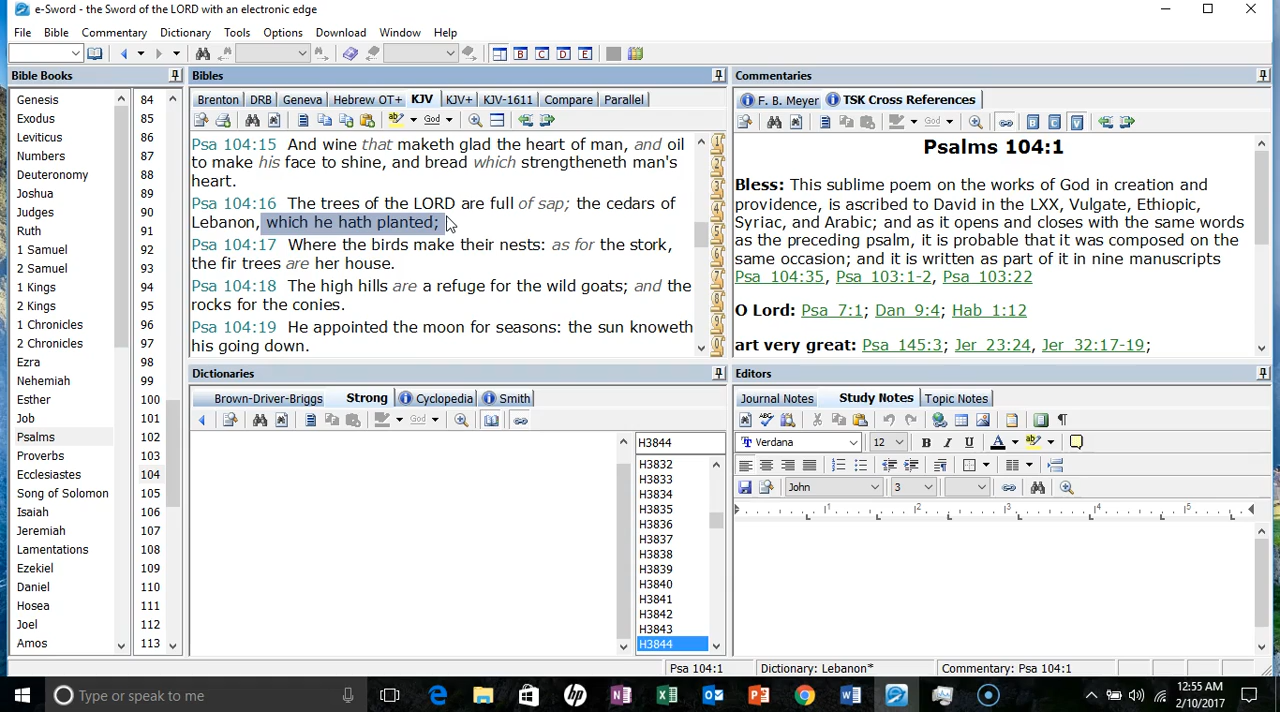 e-Sword - the Sword of the LORD with an electronic edge
File Bible Commentary Dictionary Tools Options Download Window Help
B C D E
Bible Books
Genesis
Exodus
Leviticus
Numbers
Deuteronomy
Joshua
Judges
Ruth
1 Samuel
2 Samuel
1 Kings
2 Kings
1 Chronicles
2 Chronicles
Ezra
Nehemiah
Esther
Job
Psalms
Proverbs
Ecclesiastes
Song of Solomon
Isaiah
Jeremiah
Lamentations
Ezekiel
Daniel
Hosea
Joel
Amos
84
85
86
87
88
89
90
91
92
93
94
95
96
97
98
99
100
101
102
103
104
105
106
107
108
109
110
111
112
113
Bibles
Brenton DRB Geneva Hebrew OT+ KJV KJV+ KJV-1611 Compare Parallel
God
Psa 104:15 And wine that maketh glad the heart of man, and oil
to make his face to shine, and bread which strengtheneth man's
heart.
Psa 104:16 The trees of the LORD are full of sap; the cedars of
Lebanon, which he hath planted;
Psa 104:17 Where the birds make their nests: as for the stork,
the fir trees are her house.
Psa 104:18 The high hills are a refuge for the wild goats; and the
rocks for the conies.
Psa 104:19 He appointed the moon for seasons: the sun knoweth
his going down.
Commentaries
F. B. Meyer TSK Cross References
God B C V
Psalms 104:1
Bless: This sublime poem on the works of God in creation and
providence, is ascribed to David in the LXX, Vulgate, Ethiopic,
Syriac, and Arabic; and as it opens and closes with the same words
as the preceding psalm, it is probable that it was composed on the
same occasion; and it is written as part of it in nine manuscripts
Psa_104:35, Psa_103:1-2, Psa_103:22
O Lord: Psa_7:1; Dan_9:4; Hab_1:12
art very great: Psa_145:3; Jer_23:24, Jer_32:17-19;
Dictionaries
Brown-Driver-Briggs Strong Cyclopedia Smith
God
H3844
H3832
H3833
H3834
H3835
H3836
H3837
H3838
H3839
H3840
H3841
H3842
H3843
H3844
Editors
Journal Notes Study Notes Topic Notes
Verdana 12 B I U A
John 3
1 2 3 4 5
Psa 104:1 Dictionary: Lebanon* Commentary: Psa 104:1
Type or speak to me
12:55 AM
2/10/2017